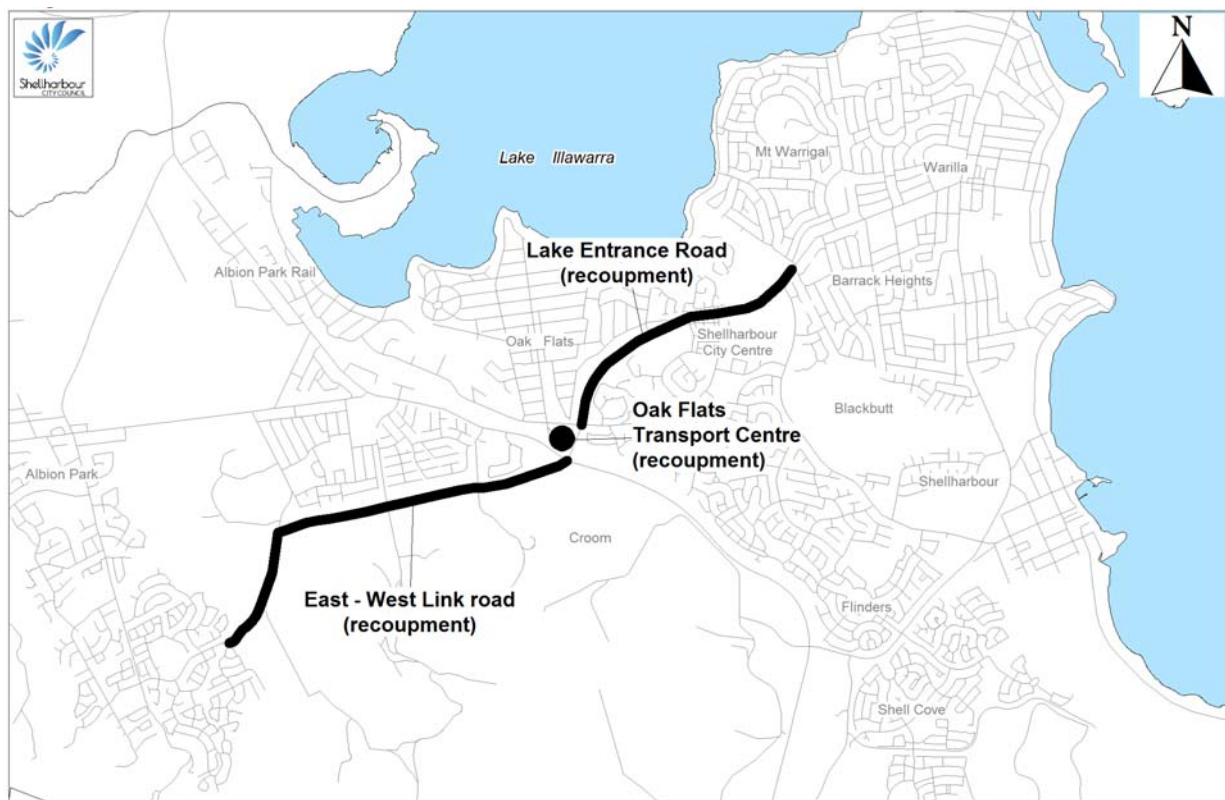 Shellharbour
CITY COUNCIL
N
Lake Illawarra
Mt Warrigal
Warilla
Lake Entrance Road
(recoupment)
Albion Park Rail
Barrack Heights
Oak Flats
Shellharbour
City Centre
Oak Flats
Transport Centre
(recoupment)
Blackbutt
Albion Park
Shellharbour
Croom
East - West Link road
(recoupment)
Flinders
Shell Cove